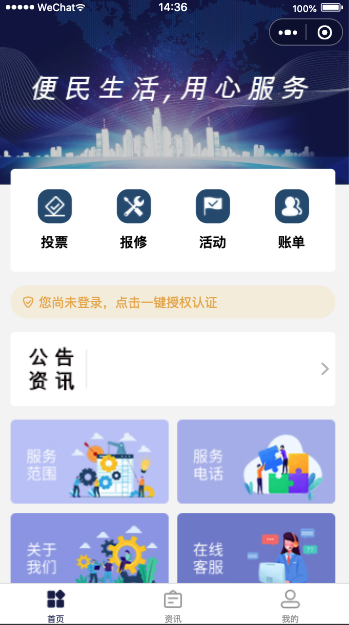 WeChat 14:36 100%
便民生活,用心服务
投票 报修 活动 账单
您尚未登录，点击一键授权认证
公告
资讯
服务
范围
服务
电话
关于
我们
在线
客服
首页 资讯 我的